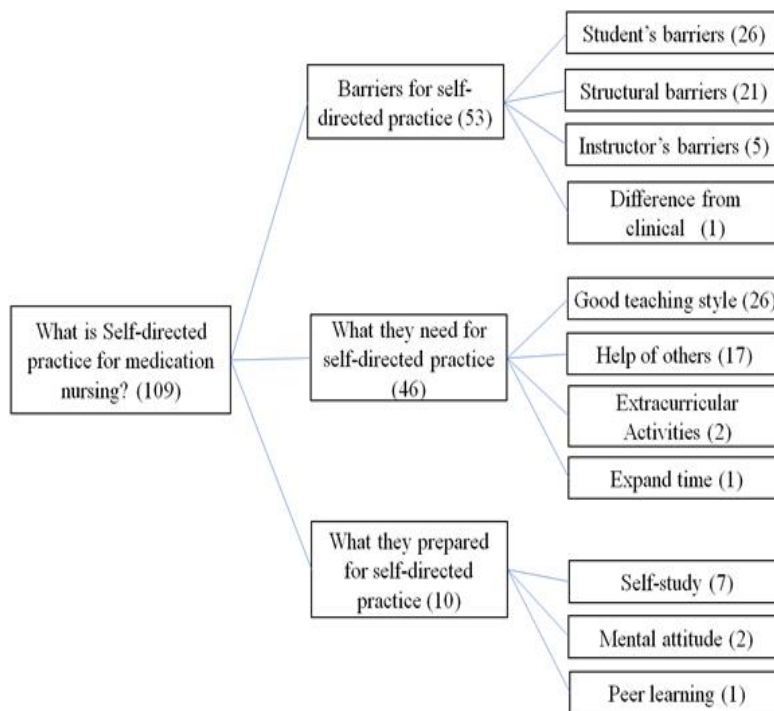 What is Self-directed
practice for medication
nursing? (109)
Barriers for self-
directed practice (53)
Student's barriers (26)
Structural barriers (21)
Instructor's barriers (5)
Difference from
clinical (1)
What they need for
self-directed practice
(46)
Good teaching style (26)
Help of others (17)
Extracurricular
Activities (2)
Expand time (1)
What they prepared
for self-directed
practice (10)
Self-study (7)
Mental attitude (2)
Peer learning (1)